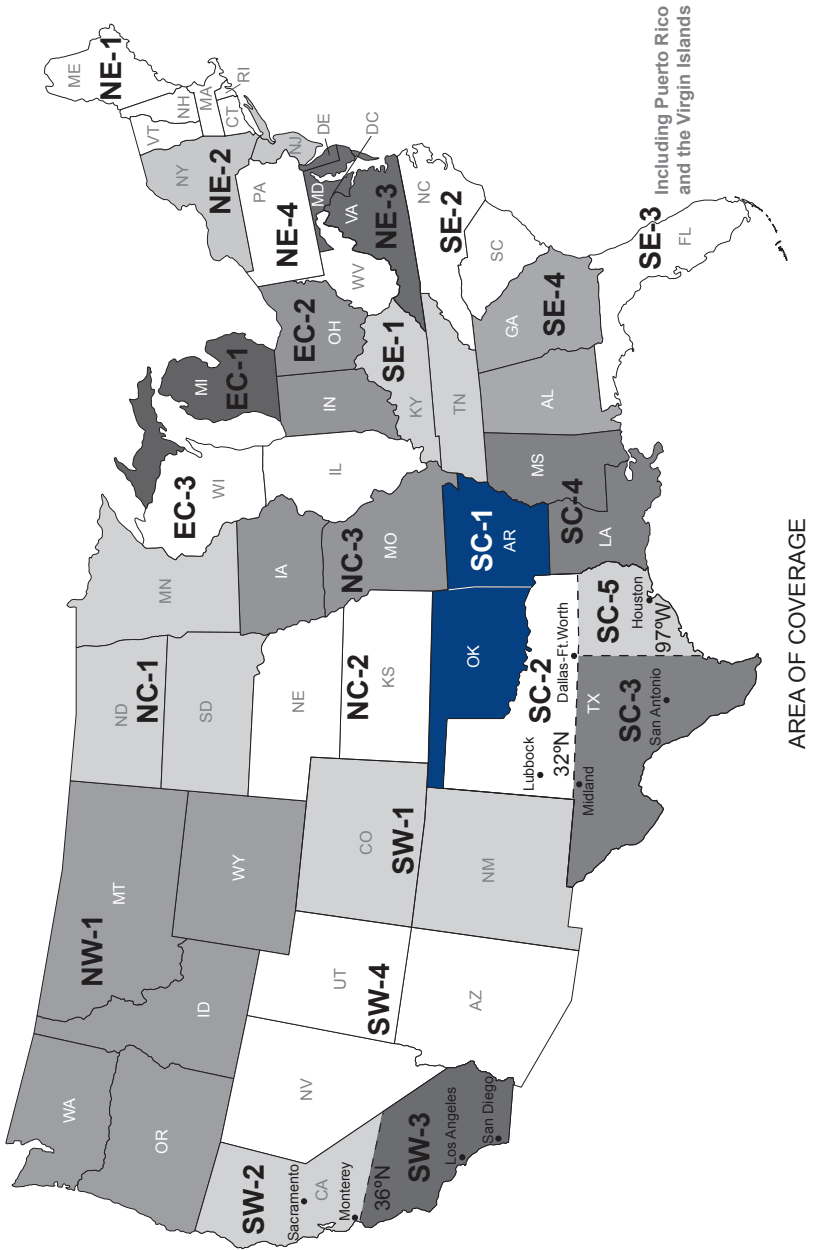 WA
MT
NW-1
OR
ID
WY
ND
NC-1
SD
MN
NE
NC-2
KS
IA
NC-3
MO
WI
EC-3
IL
MI
EC-1
IN
EC-2
OH
ME
NE-1
VT
NH
MA
CT
RI
NY
NE-2
PA
NE-4
NJ
DE
MD
DC
VA
NE-3
WV
KY
SE-1
TN
NC
SE-2
SC
GA
SE-4
AL
MS
SC-4
LA
SC-1
AR
OK
SW-2
Sacramento
CA
Monterey
36ºN
SW-3
Los Angeles
San Diego
NV
UT
SW-4
AZ
CO
SW-1
NM
Lubbock
SC-2
32ºN
Dallas-Ft.Worth
Midland
TX
SC-3
San Antonio
SC-5
Houston
97ºW
SE-3
FL
Including Puerto Rico
and the Virgin Islands
AREA OF COVERAGE